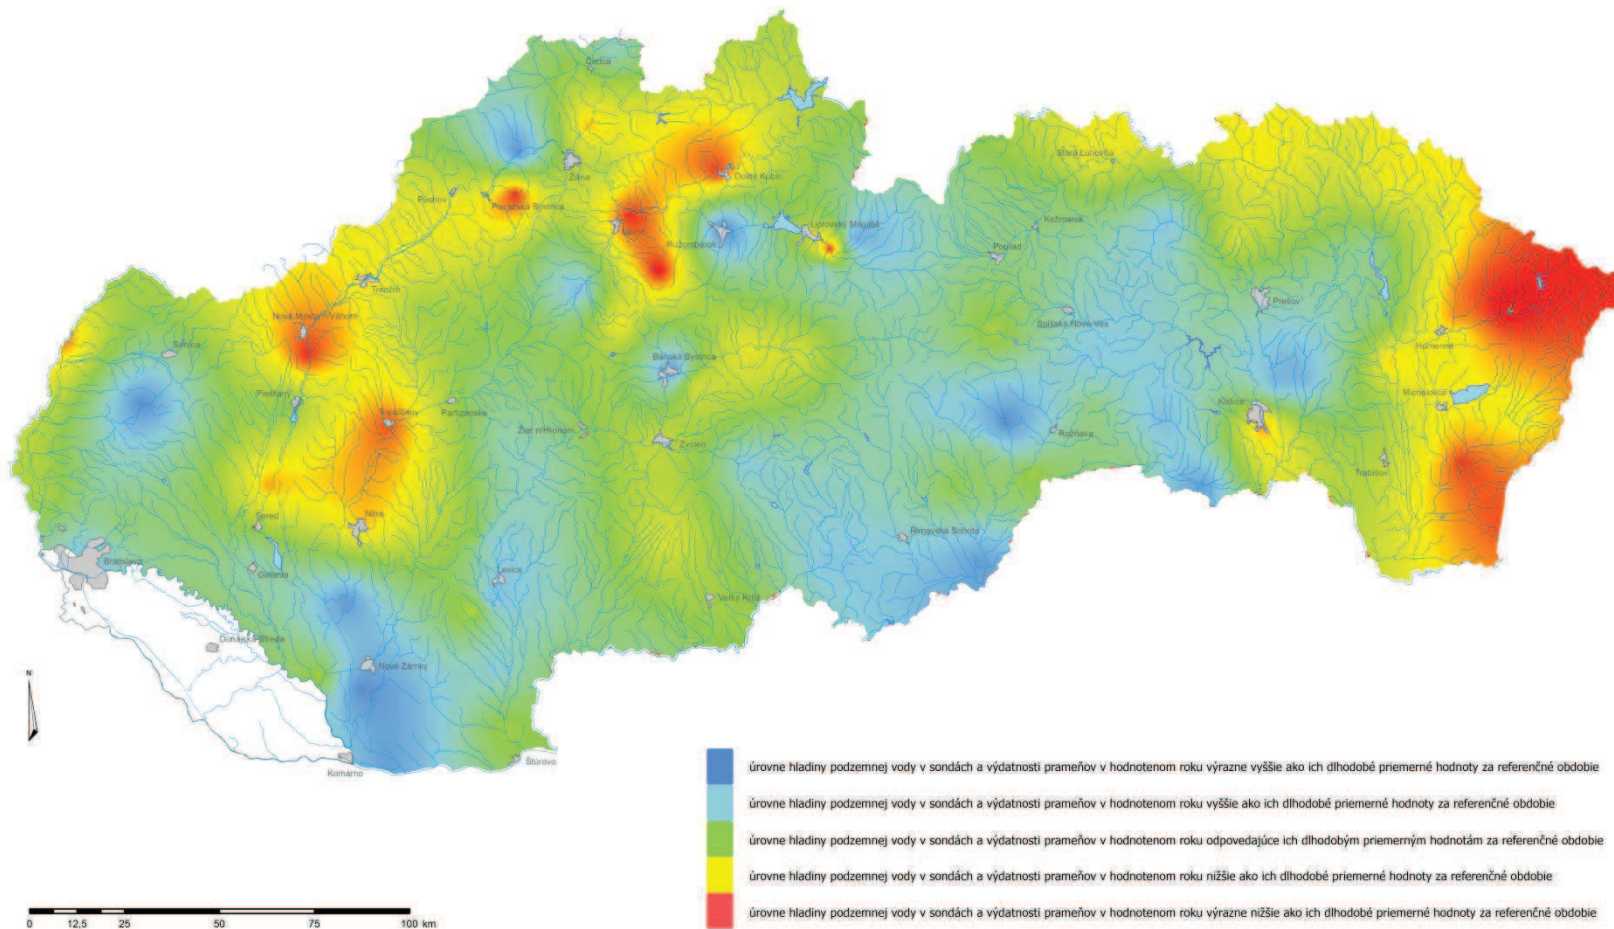 Čadca
Stará Ľubovňa
Žilina
Dolný Kubín
Púchov
Považská Bystrica
Kežmarok
Martin
Liptovský Mikuláš
Ružomberok
Poprad
Trenčín
Prešov
Nové Mesto n/Váhom
Spišská Nová Ves
Humenné
Senica
Banská Bystrica
Michalovce
Piešťany
Partizánske
Topoľčany
Košice
Žiar n/Hronom
Rožňava
Zvolen
Trebišov
Sereď
Nitra
Rimavská Sobota
Bratislava
Galanta
Levice
Veľký Krtíš
Dunajská Streda
Nové Zámky
N
Štúrovo
Komárno
úrovne hladiny podzemnej vody v sondách a výdatnosti prameňov v hodnotenom roku výrazne vyššie ako ich dlhodobé priemerné hodnoty za referenčné obdobie
úrovne hladiny podzemnej vody v sondách a výdatnosti prameňov v hodnotenom roku vyššie ako ich dlhodobé priemerné hodnoty za referenčné obdobie
úrovne hladiny podzemnej vody v sondách a výdatnosti prameňov v hodnotenom roku odpovedajúce ich dlhodobým priemerným hodnotám za referenčné obdobie
úrovne hladiny podzemnej vody v sondách a výdatnosti prameňov v hodnotenom roku nižšie ako ich dlhodobé priemerné hodnoty za referenčné obdobie
úrovne hladiny podzemnej vody v sondách a výdatnosti prameňov v hodnotenom roku výrazne nižšie ako ich dlhodobé priemerné hodnoty za referenčné obdobie
0 12,5 25 50 75 100 km